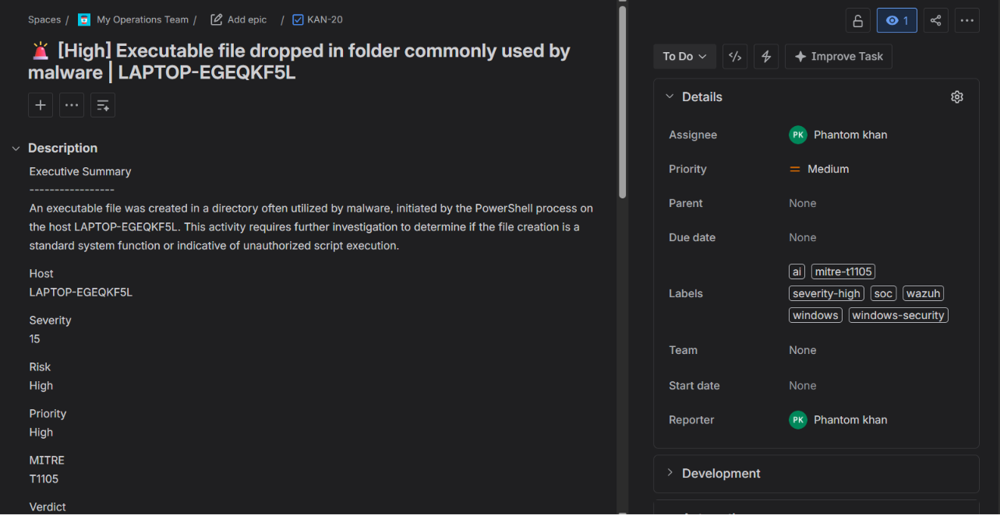 Spaces / My Operations Team / Add epic / KAN-20
🚨 [High] Executable file dropped in folder commonly used by
malware | LAPTOP-EGEQKF5L
Description
Executive Summary
-----------------
An executable file was created in a directory often utilized by malware, initiated by the PowerShell process on
the host LAPTOP-EGEQKF5L. This activity requires further investigation to determine if the file creation is a
standard system function or indicative of unauthorized script execution.
Host
LAPTOP-EGEQKF5L
Severity
15
Risk
High
Priority
High
MITRE
T1105
Verdict
1
To Do
Improve Task
Details
Assignee
PK Phantom khan
Priority
Medium
Parent
None
Due date
None
Labels
ai mitre-t1105
severity-high soc wazuh
windows windows-security
Team
None
Start date
None
Reporter
PK Phantom khan
Development